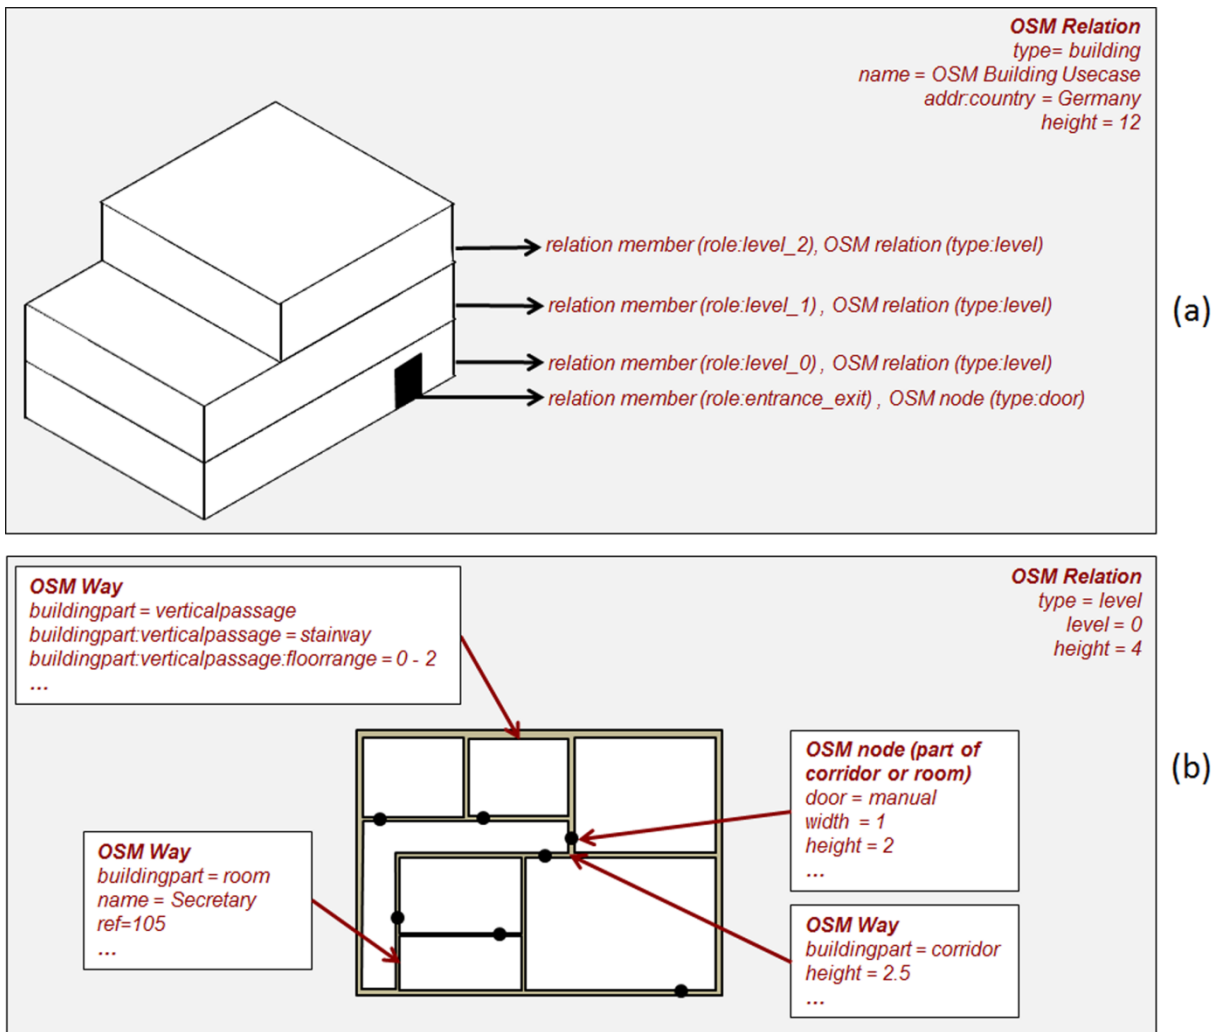 OSM Relation
type= building
name = OSM Building Usecase
addr:country = Germany
height = 12
relation member (role:level_2), OSM relation (type:level)
relation member (role:level_1) , OSM relation (type:level)
relation member (role:level_0) , OSM relation (type:level)
relation member (role:entrance_exit) , OSM node (type:door)
(a)
OSM Way
buildingpart = verticalpassage
buildingpart:verticalpassage = stairway
buildingpart:verticalpassage:floorrange = 0 - 2
...
OSM Relation
type = level
level = 0
height = 4
OSM node (part of
corridor or room)
door = manual
width = 1
height = 2
...
(b)
OSM Way
buildingpart = room
name = Secretary
ref=105
...
OSM Way
buildingpart = corridor
height = 2.5
...